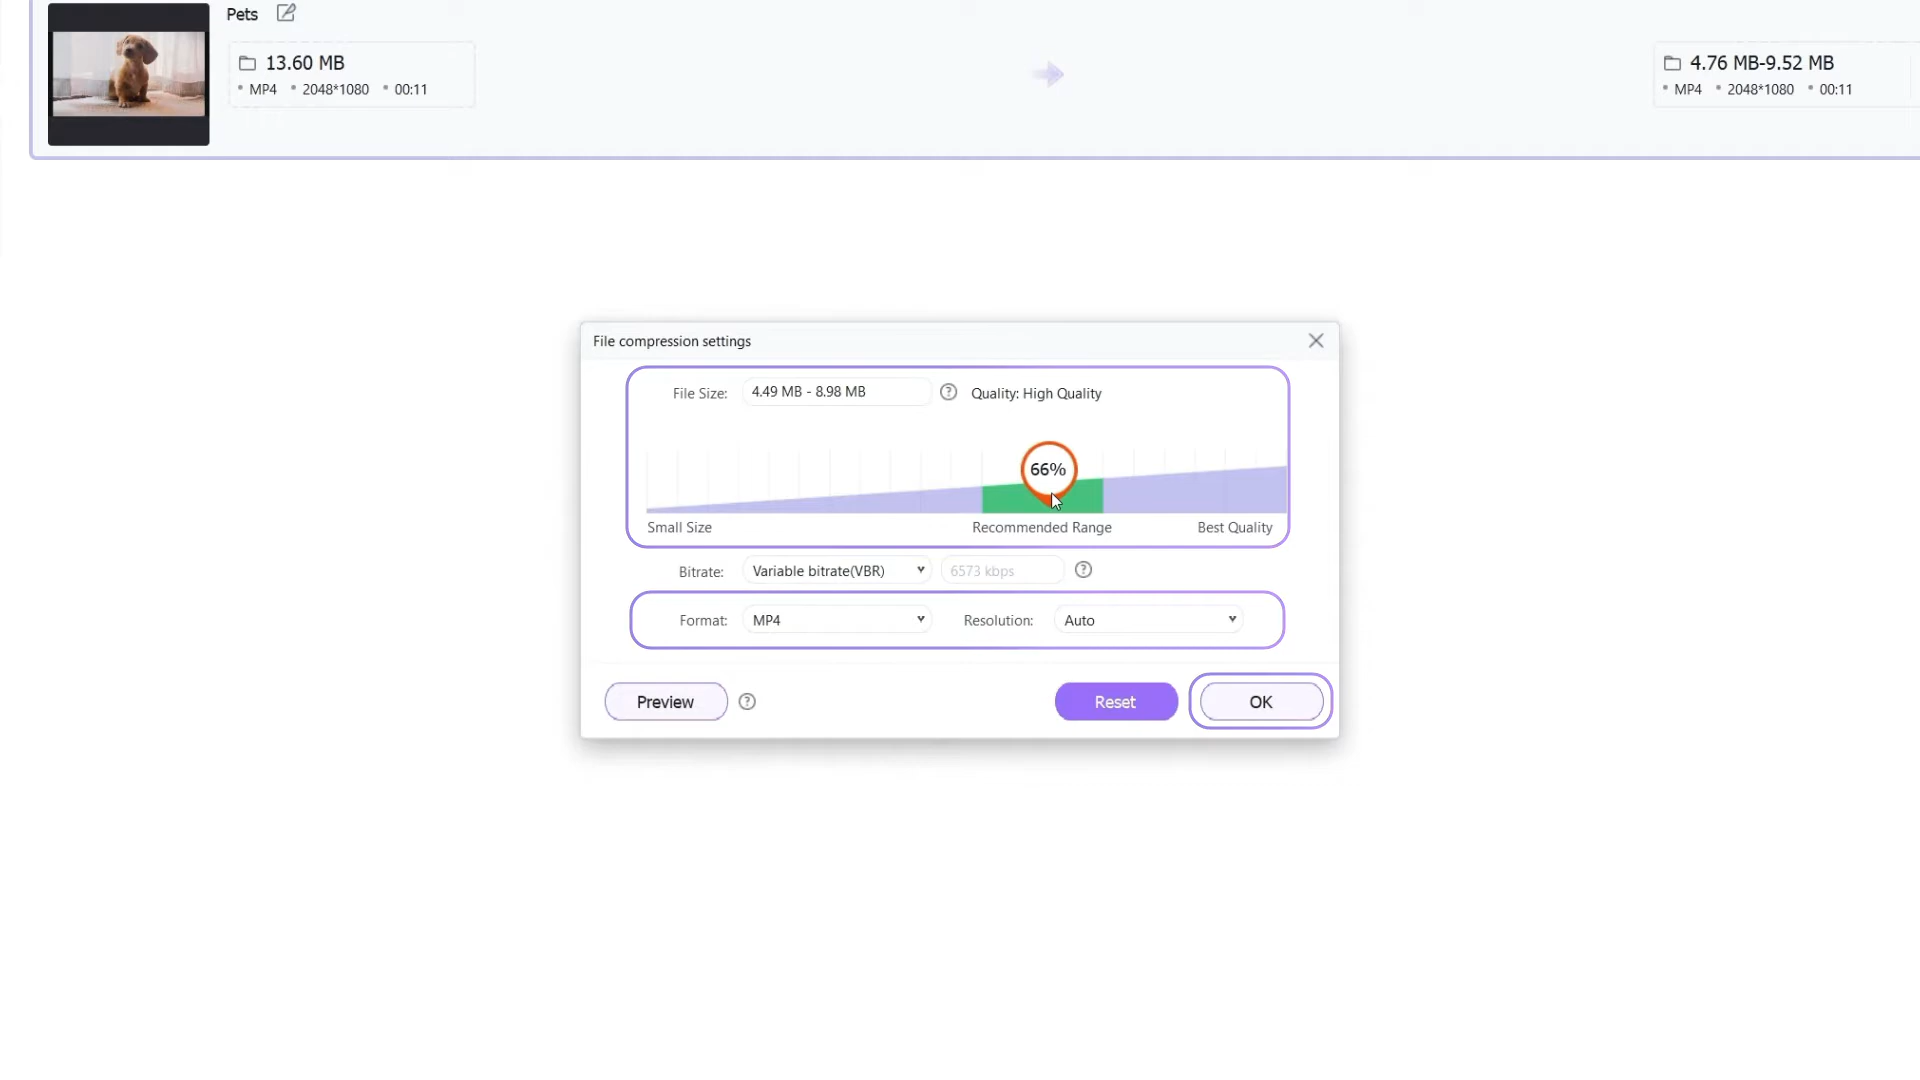 Pets
13.60 MB
MP4 2048*1080 00:11
4.76 MB-9.52 MB
MP4 2048*1080 00:11
File compression settings
File Size: 4.49 MB - 8.98 MB Quality: High Quality
66%
Small Size Recommended Range Best Quality
Bitrate: Variable bitrate(VBR) 6573 kbps
Format: MP4 Resolution: Auto
Preview Reset OK